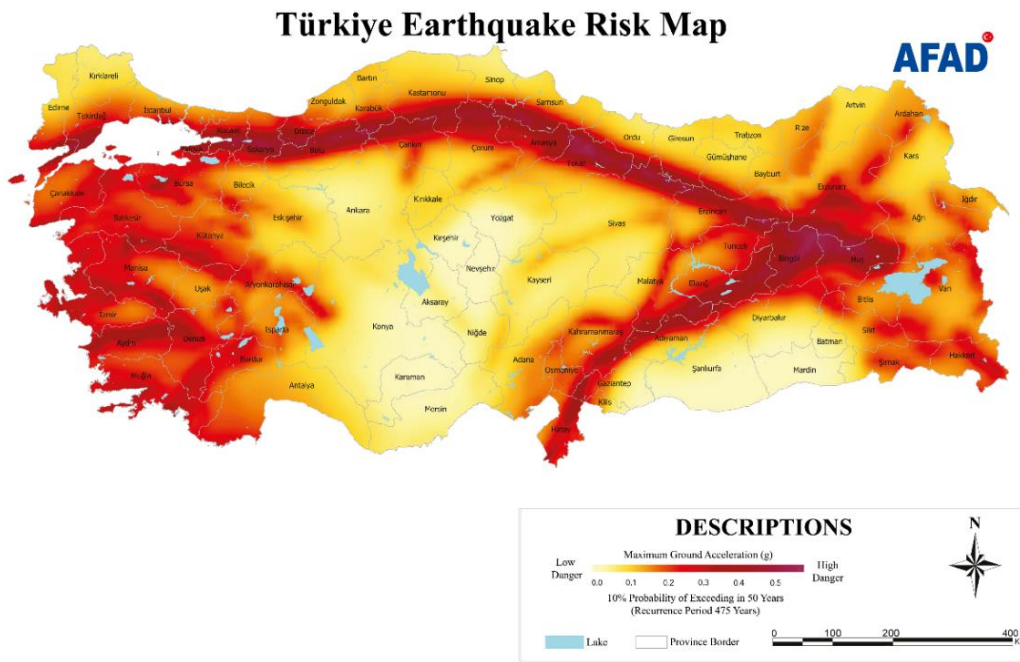 Türkiye Earthquake Risk Map
AFAD
Kırklareli
Edirne
Tekirdağ
İstanbul
Kocaeli
Yalova
Sakarya
Düzce
Bolu
Zonguldak
Bartın
Karabük
Kastamonu
Sinop
Samsun
Çankırı
Çorum
Amasya
Tokat
Ordu
Giresun
Trabzon
Rize
Artvin
Ardahan
Kars
Gümüşhane
Bayburt
Erzurum
Erzincan
Ağrı
Iğdır
Çanakkale
Bursa
Bilecik
Balıkesir
Kütahya
Eskişehir
Ankara
Kırıkkale
Yozgat
Kırşehir
Sivas
Tunceli
Bingöl
Muş
Van
Bitlis
Manisa
Uşak
Afyonkarahisar
Nevşehir
Kayseri
Malatya
Elazığ
Aksaray
İzmir
Aydın
Denizli
Isparta
Burdur
Konya
Niğde
Kahramanmaraş
Adıyaman
Diyarbakır
Batman
Siirt
Şırnak
Hakkari
Muğla
Antalya
Karaman
Mersin
Adana
Osmaniye
Gaziantep
Kilis
Şanlıurfa
Mardin
Hatay
DESCRIPTIONS
Maximum Ground Acceleration (g)
Low Danger
High Danger
0.0 0.1 0.2 0.3 0.4 0.5
10% Probability of Exceeding in 50 Years
(Recurrence Period 475 Years)
Lake
Province Border
N
0 100 200 400
K